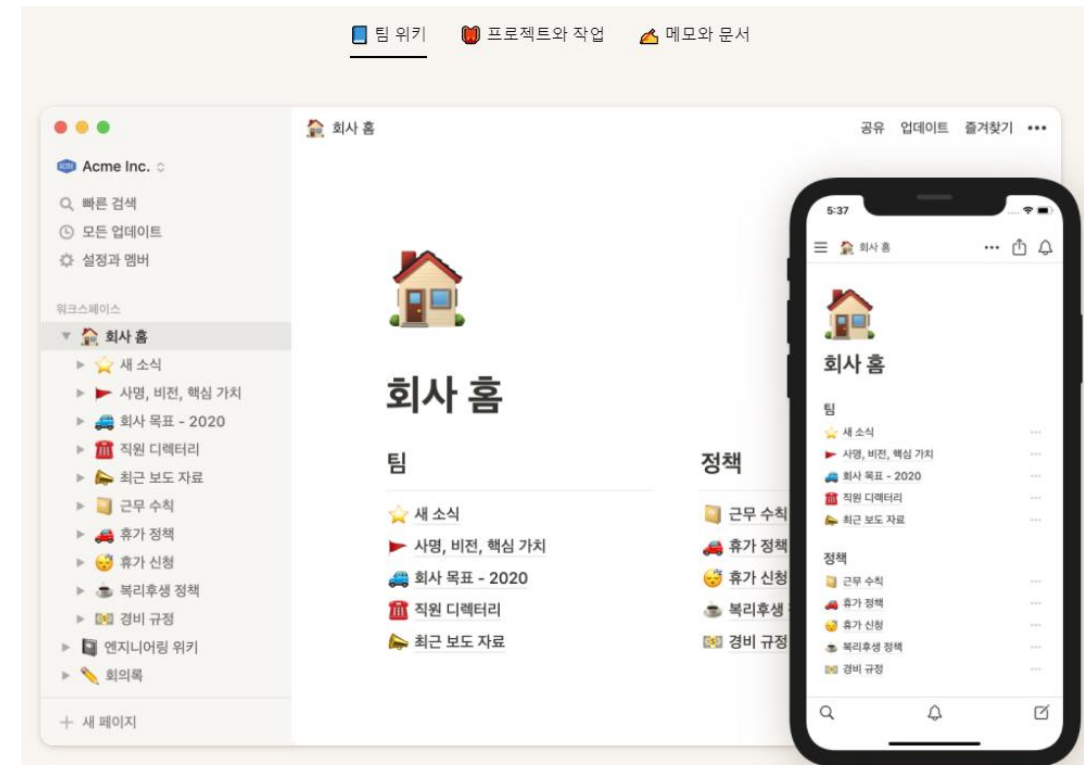 팀 위키
프로젝트와 작업
메모와 문서
Acme Inc.
빠른 검색
모든 업데이트
설정과 멤버
워크스페이스
회사 홈
새 소식
사명, 비전, 핵심 가치
회사 목표 - 2020
직원 디렉터리
최근 보도 자료
근무 수칙
휴가 정책
휴가 신청
복리후생 정책
경비 규정
엔지니어링 위키
회의록
새 페이지
회사 홈
공유 업데이트 즐겨찾기
회사 홈
팀
새 소식
사명, 비전, 핵심 가치
회사 목표 - 2020
직원 디렉터리
최근 보도 자료
정책
근무 수칙
휴가 정책
휴가 신청
복리후생
경비 규정
5:37
회사 홈
회사 홈
팀
새 소식
사명, 비전, 핵심 가치
회사 목표 - 2020
직원 디렉터리
최근 보도 자료
정책
근무 수칙
휴가 정책
휴가 신청
복리후생 정책
경비 규정